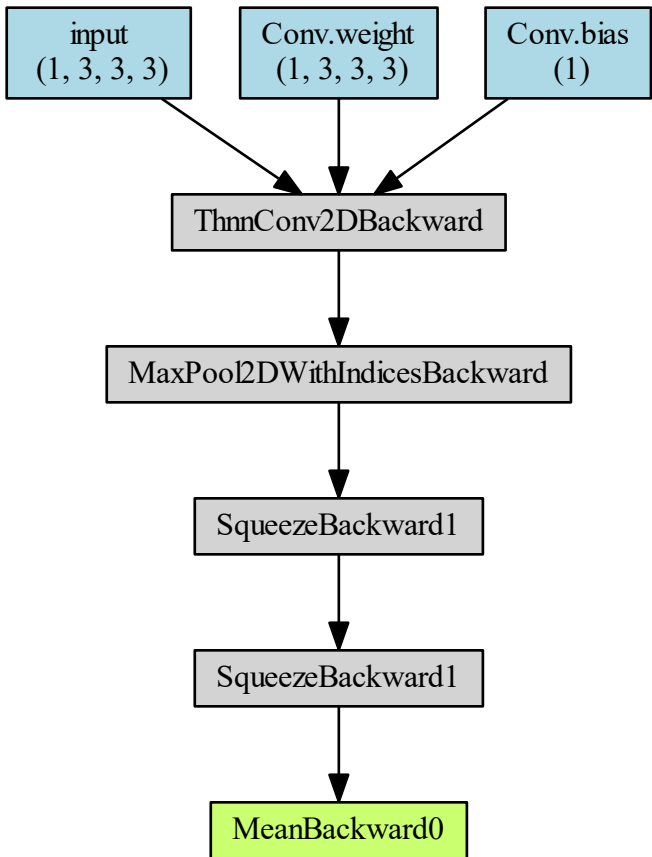 input
(1, 3, 3, 3)
Conv.weight
(1, 3, 3, 3)
Conv.bias
(1)
ThnnConv2DBackward
MaxPool2DWithIndicesBackward
SqueezeBackward1
SqueezeBackward1
MeanBackward0